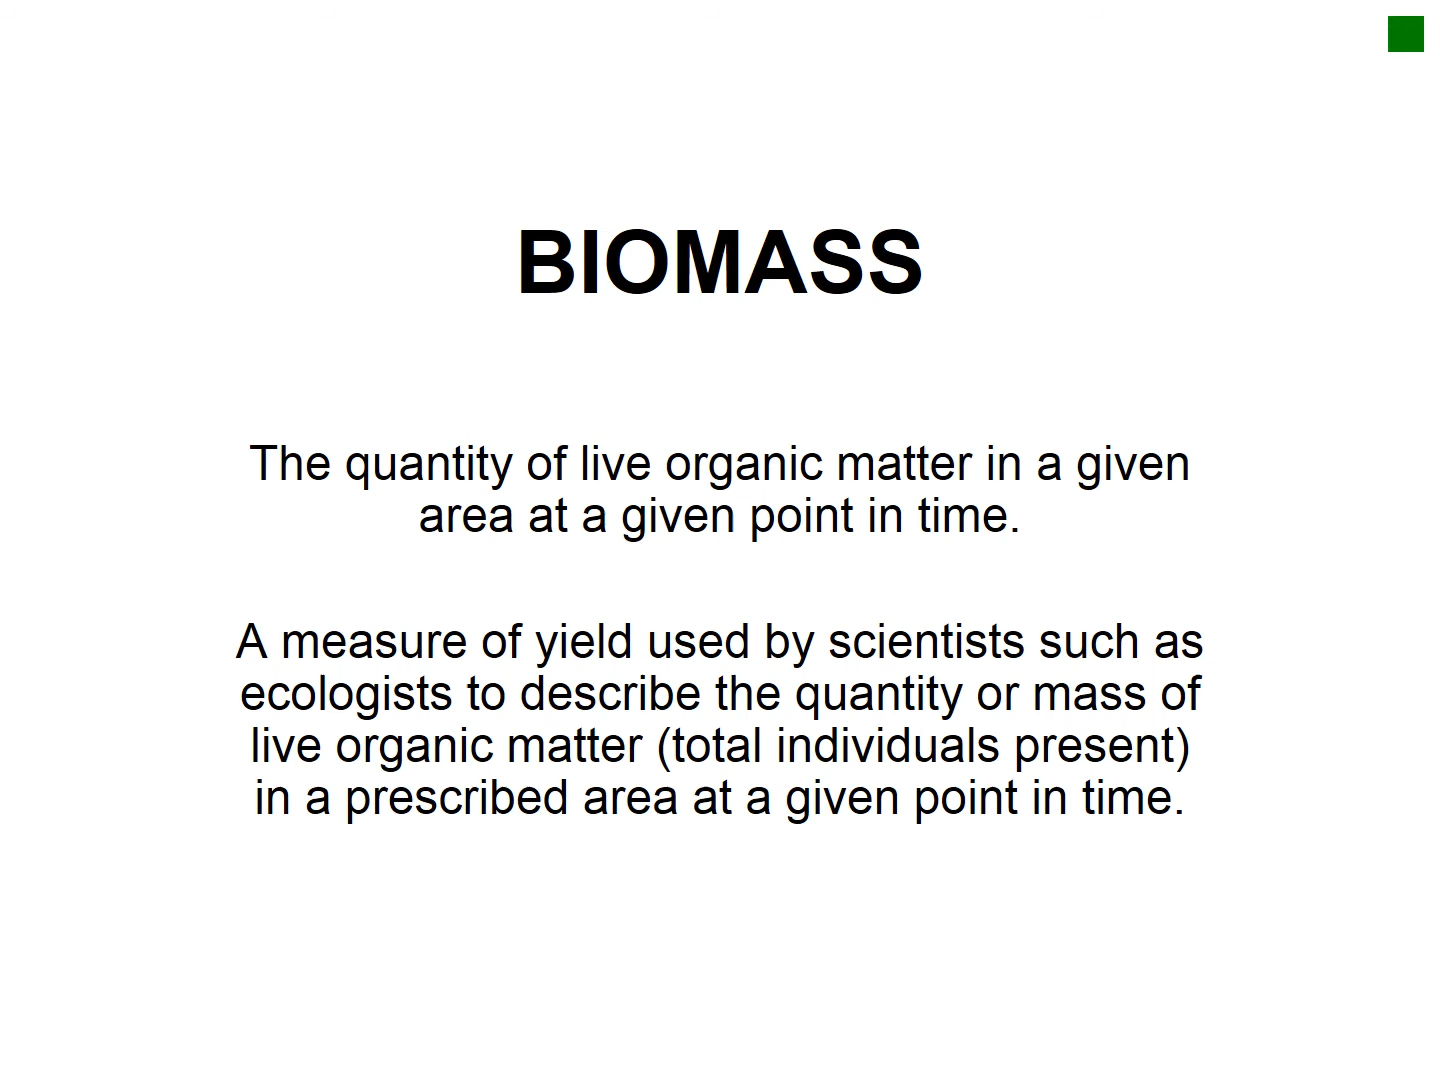 BIOMASS
The quantity of live organic matter in a given
area at a given point in time.
A measure of yield used by scientists such as
ecologists to describe the quantity or mass of
live organic matter (total individuals present)
in a prescribed area at a given point in time.